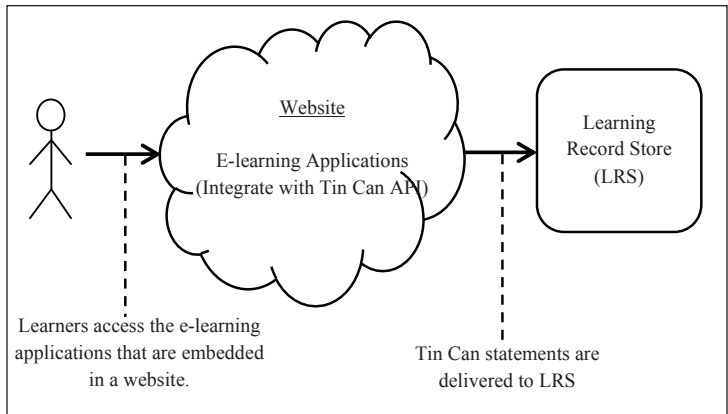 Website
E-learning Applications
(Integrate with Tin Can API)
Learning
Record Store
(LRS)
Learners access the e-learning
applications that are embedded
in a website.
Tin Can statements are
delivered to LRS